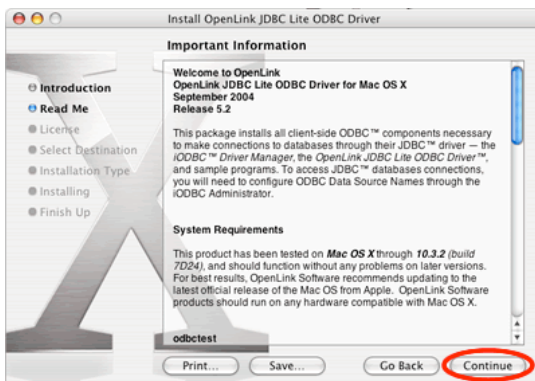 Install OpenLink JDBC Lite ODBC Driver
Important Information
Introduction
Read Me
License
Select Destination
Installation Type
Installing
Finish Up
Welcome to OpenLink
OpenLink JDBC Lite ODBC Driver for Mac OS X
September 2004
Release 5.2
This package installs all client-side ODBC™ components necessary
to make connections to databases through their JDBC™ driver — the
iODBC™ Driver Manager, the OpenLink JDBC Lite ODBC Driver™,
and sample programs. To access JDBC™ databases connections,
you will need to configure ODBC Data Source Names through the
iODBC Administrator.
System Requirements
This product has been tested on Mac OS X through 10.3.2 (build
7D24), and should function without any problems on later versions.
For best results, OpenLink Software recommends updating to the
latest official release of the Mac OS from Apple. OpenLink Software
products should run on any hardware compatible with Mac OS X.
odbctest
Print...
Save...
Go Back
Continue